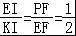 EI/KI = PF/EF = 1/2